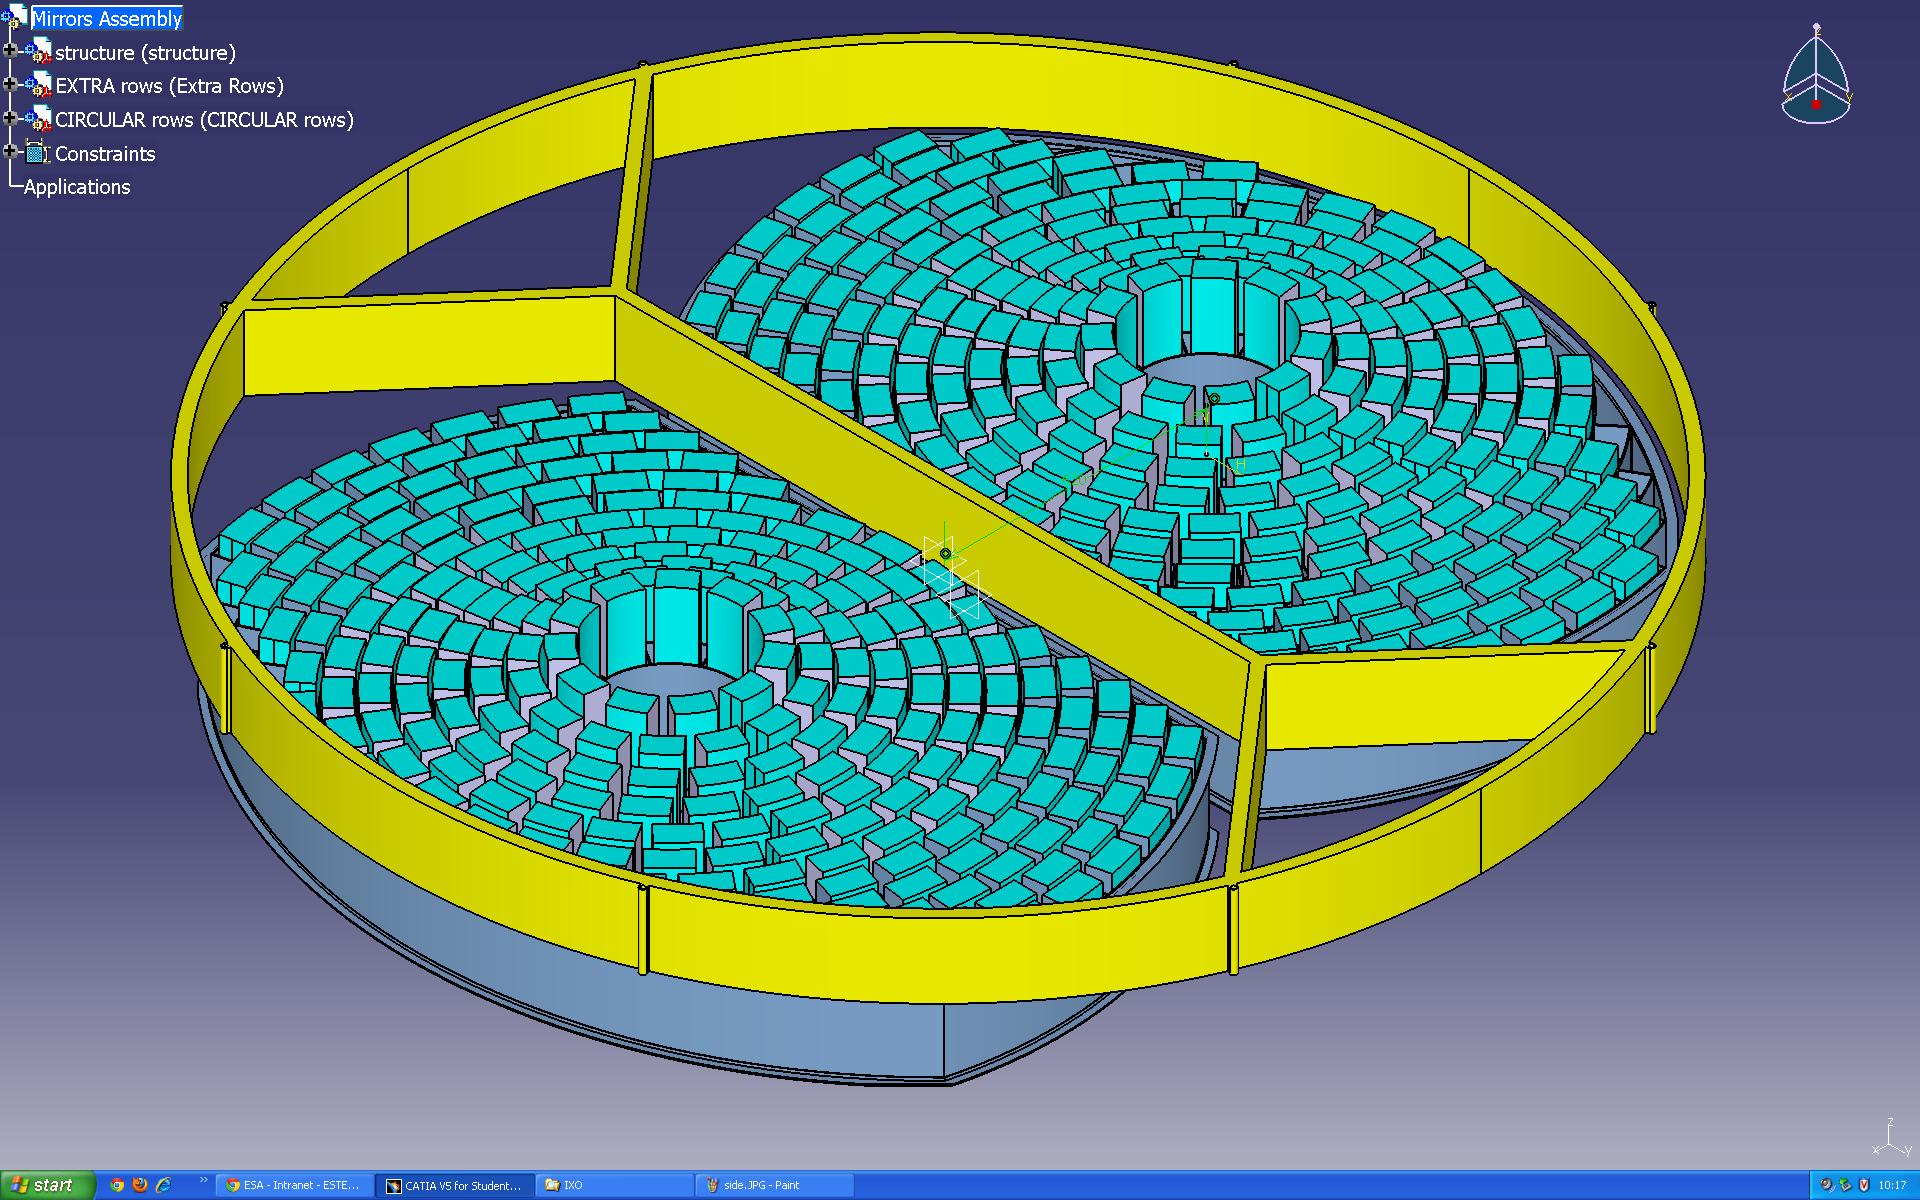 Mirrors Assembly
structure (structure)
EXTRA rows (Extra Rows)
CIRCULAR rows (CIRCULAR rows)
Constraints
Applications
z
y
H
z
x
y
start
ESA - Intranet - ESTE...
CATIA V5 for Student...
IXO
side.JPG - Paint
10:17